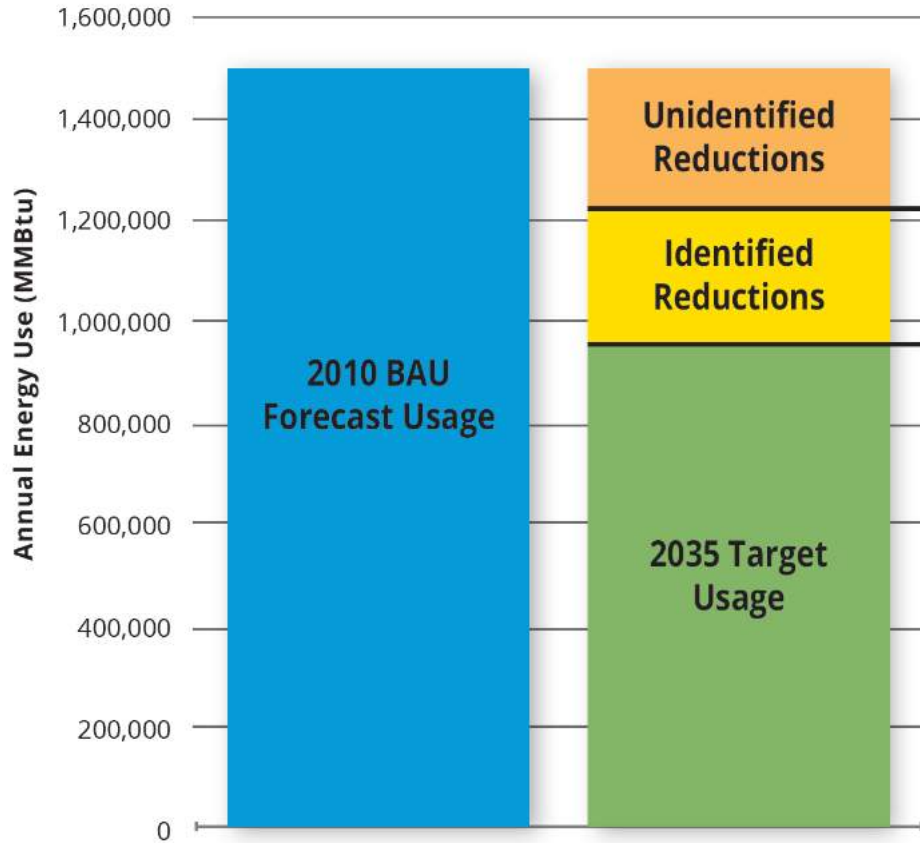 Annual Energy Use (MMBtu)
1,600,000
1,400,000
1,200,000
1,000,000
800,000
600,000
400,000
200,000
0
2010 BAU
Forecast Usage
Unidentified
Reductions
Identified
Reductions
2035 Target
Usage